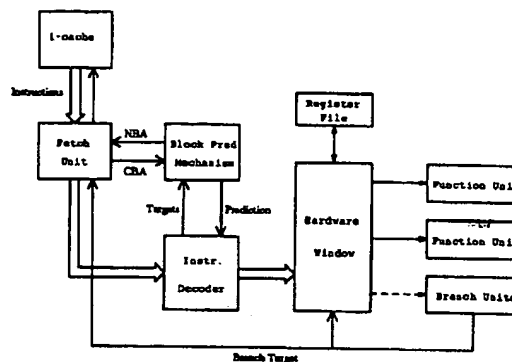 i-cache
Instructions
Fetch
Unit
NBA
CBA
Block Pred
Mechanism
Targets
Prediction
Instr.
Decoder
Register
File
Hardware
Window
Function Unit
Function Unit
Branch Units
Branch Target